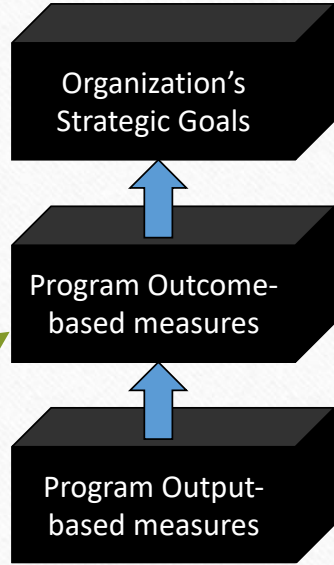 Organization’s
Strategic Goals
Program Outcome-
based measures
Program Output-
based measures